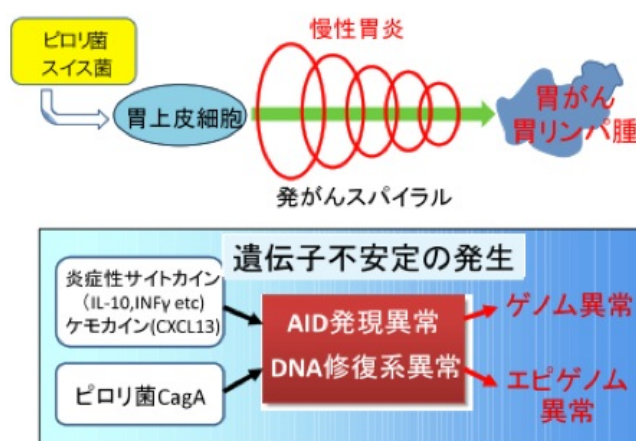 ピロリ菌
スイス菌
慢性胃炎
胃上皮細胞
胃がん
胃リンパ腫
発がんスパイラル
遺伝子不安定の発生
炎症性サイトカイン
(IL-10,INFγ etc)
ケモカイン(CXCL13)
AID発現異常
DNA修復系異常
ゲノム異常
ピロリ菌CagA
エピゲノム
異常